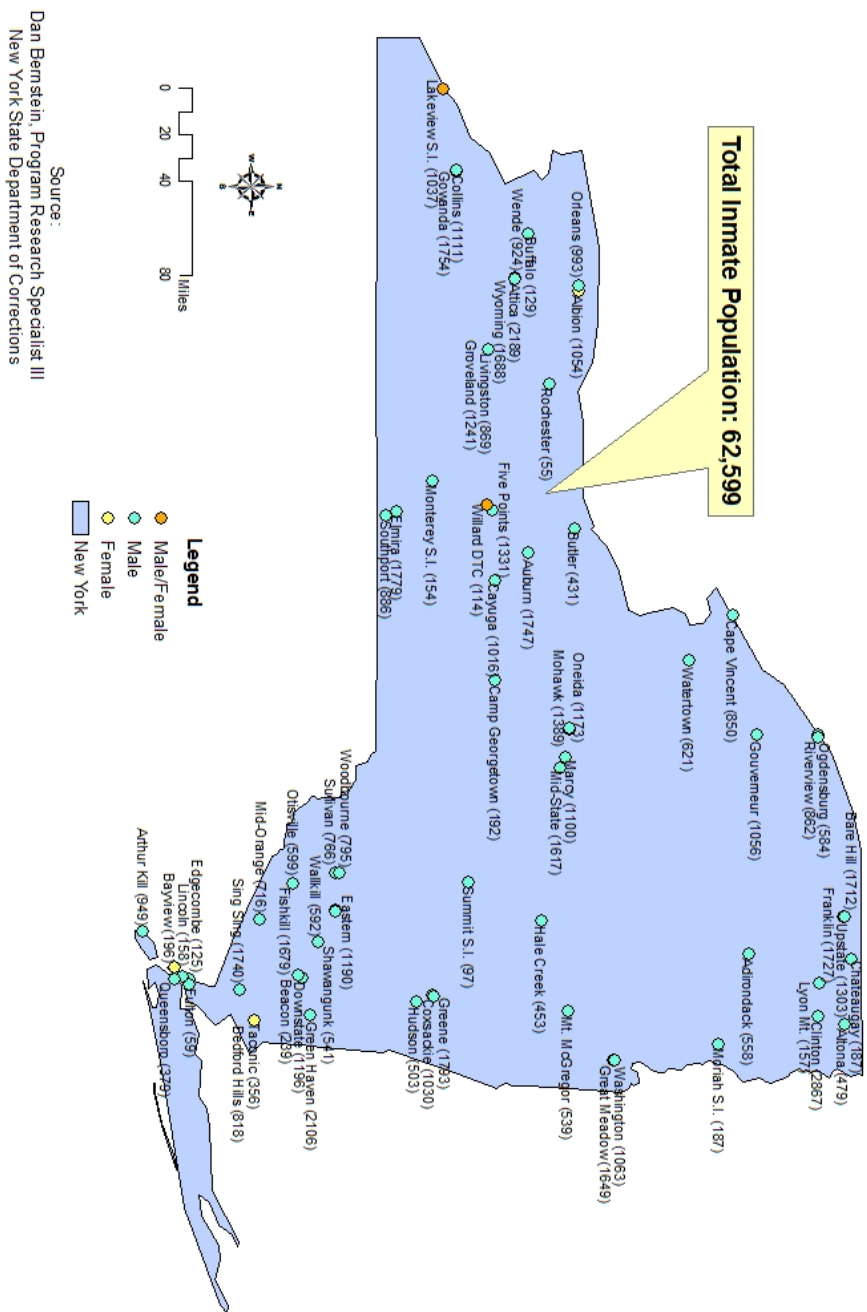 Total Inmate Population: 62,599
Bare Hill (1712)
Chateaugay (187)
Upstate (1303)
Altona (479)
Franklin (1727)
Clinton (2867)
Lyon Mt. (157)
Ogdensburg (584)
Riverview (862)
Gouverneur (1056)
Adirondack (558)
Cape Vincent (850)
Moriah S.I. (187)
Watertown (621)
Washington (1063)
Great Meadow (1649)
Orleans (993)
Albion (1054)
Butler (431)
Oneida (1173)
Mohawk (1389)
Marcy (1100)
Mid-State (1617)
Mt. McGregor (539)
Rochester (55)
Hale Creek (453)
Buffalo (129)
Wende (924)
Attica (2189)
Wyoming (1688)
Auburn (1747)
Five Points (1331)
Willard DTC (114)
Cayuga (1016)
Camp Georgetown (192)
Livingston (869)
Groveland (1241)
Summit S.I. (97)
Collins (1111)
Gowanda (1754)
Lakeview S.I. (1037)
Monterey S.I. (154)
Greene (1793)
Coxsackie (1030)
Hudson (503)
Elmira (1779)
Southport (886)
Woodbourne (795)
Sullivan (766)
Eastern (1190)
Wallkill (592)
Shawangunk (541)
Otisville (599)
Green Haven (2106)
Downstate (1196)
Fishkill (1679)
Beacon (239)
Mid-Orange (716)
Taconic (356)
Bedford Hills (818)
Sing Sing (1740)
Edgecombe (125)
Lincoln (158)
Fulton (59)
Bayview (196)
Queensboro (379)
Arthur Kill (949)
N
W
E
S
0 20 40 80
Miles
Legend
Male/Female
Male
Female
New York
Source:
Dan Bernstein, Program Research Specialist III
New York State Department of Corrections